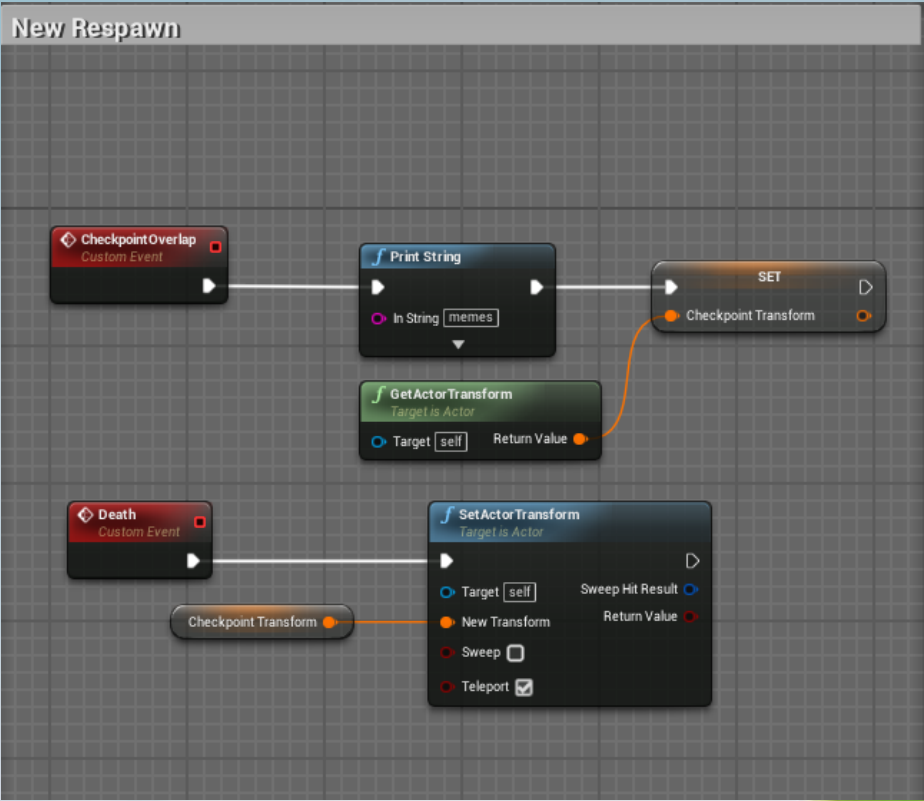 New Respawn
CheckpointOverlap
Custom Event
f Print String
In String memes
SET
Checkpoint Transform
f GetActorTransform
Target is Actor
Target self Return Value
Death
Custom Event
f SetActorTransform
Target is Actor
Target self Sweep Hit Result
Checkpoint Transform New Transform Return Value
Sweep
Teleport